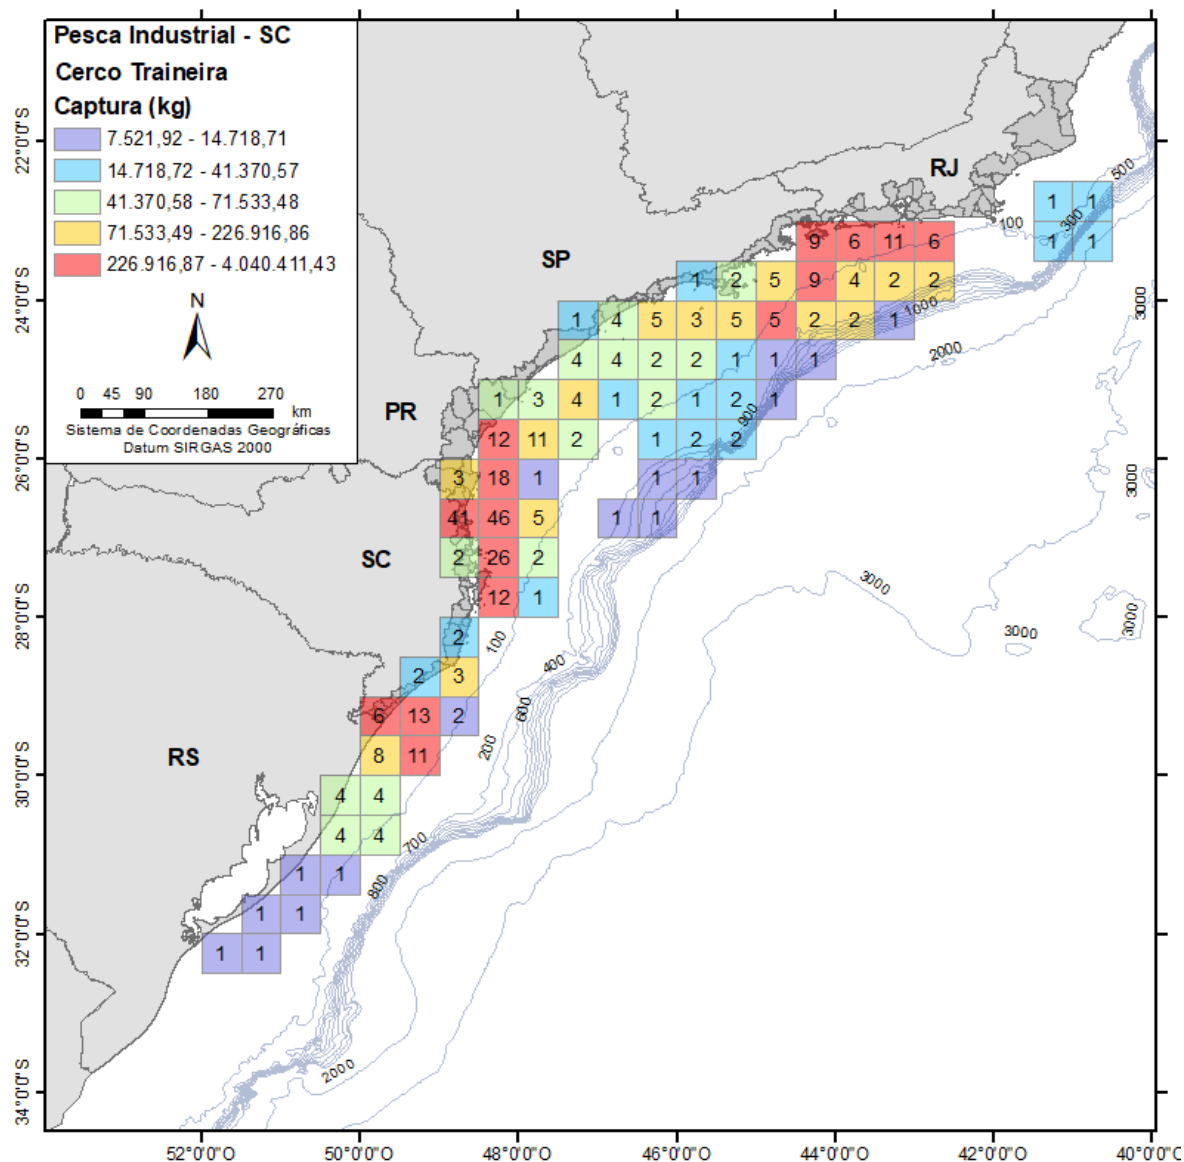 Pesca Industrial - SC
Cerco Traineira
Captura (kg)
7.521,92 - 14.718,71
14.718,72 - 41.370,57
41.370,58 - 71.533,48
71.533,49 - 226.916,86
226.916,87 - 4.040.411,43
N
0 45 90 180 270
km
Sistema de Coordenadas Geográficas
Datum SIRGAS 2000
RJ
SP
PR
SC
RS
500
1 1
100 300
9 6 11 6
1 1
1 2 5 9 4 2 2
1000
3000
1 4 5 3 5 5 2 2 1
2000
4 4 2 2 1 1 1
1 3 4 1 2 1 2 1
900
12 11 2 1 2 2
3 18 1 1 1
3000
41 46 5 1 1
2 26 2
12 1
3000
3000
3000
2
100
400
2 3
600
6 13 2
200
8 11
4 4
4 4
700
1 1
800
1 1
1 1
2000
22°0'0"S
24°0'0"S
26°0'0"S
28°0'0"S
30°0'0"S
32°0'0"S
34°0'0"S
52°0'0"O 50°0'0"O 48°0'0"O 46°0'0"O 44°0'0"O 42°0'0"O 40°0'0"O